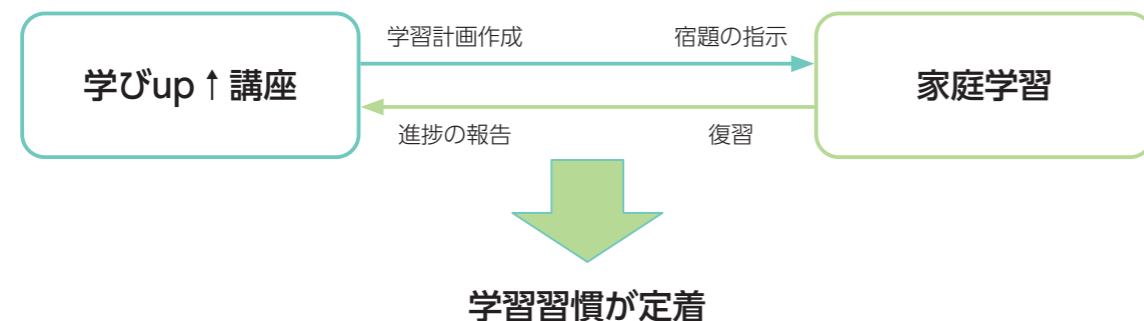 学習計画作成
宿題の指示
学びup↑講座
家庭学習
進捗の報告
復習
学習習慣が定着